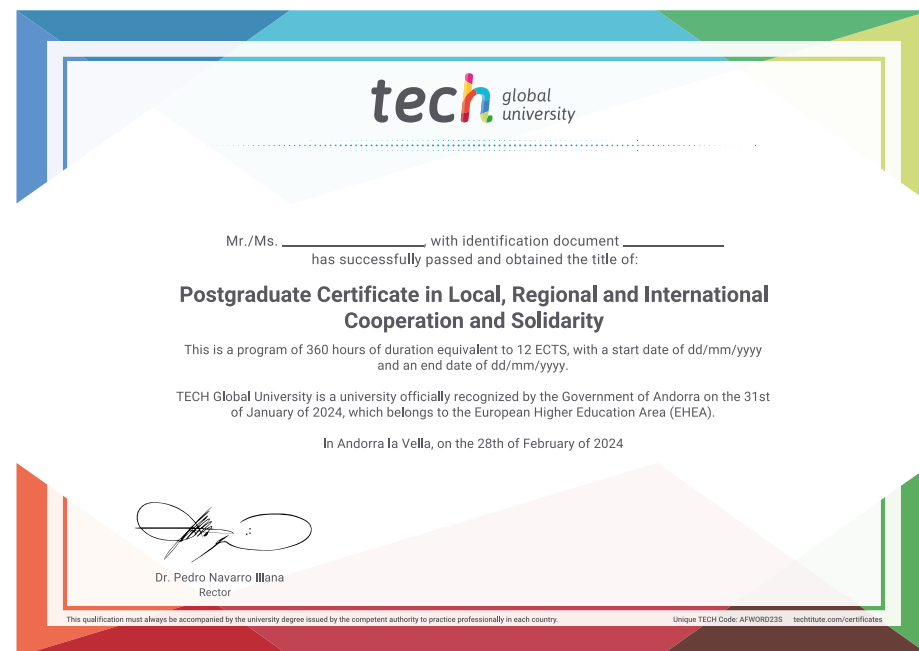 tech global university
Mr./Ms. ____________, with identification document ____________
has successfully passed and obtained the title of:
Postgraduate Certificate in Local, Regional and International
Cooperation and Solidarity
This is a program of 360 hours of duration equivalent to 12 ECTS, with a start date of dd/mm/yyyy
and an end date of dd/mm/yyyy.
TECH Global University is a university officially recognized by the Government of Andorra on the 31st
of January of 2024, which belongs to the European Higher Education Area (EHEA).
In Andorra la Vella, on the 28th of February of 2024
Dr. Pedro Navarro Illana
Rector
This qualification must always be accompanied by the university degree issued by the competent authority to practice professionally in each country.
Unique TECH Code: AFWORD23S techtitute.com/certificates